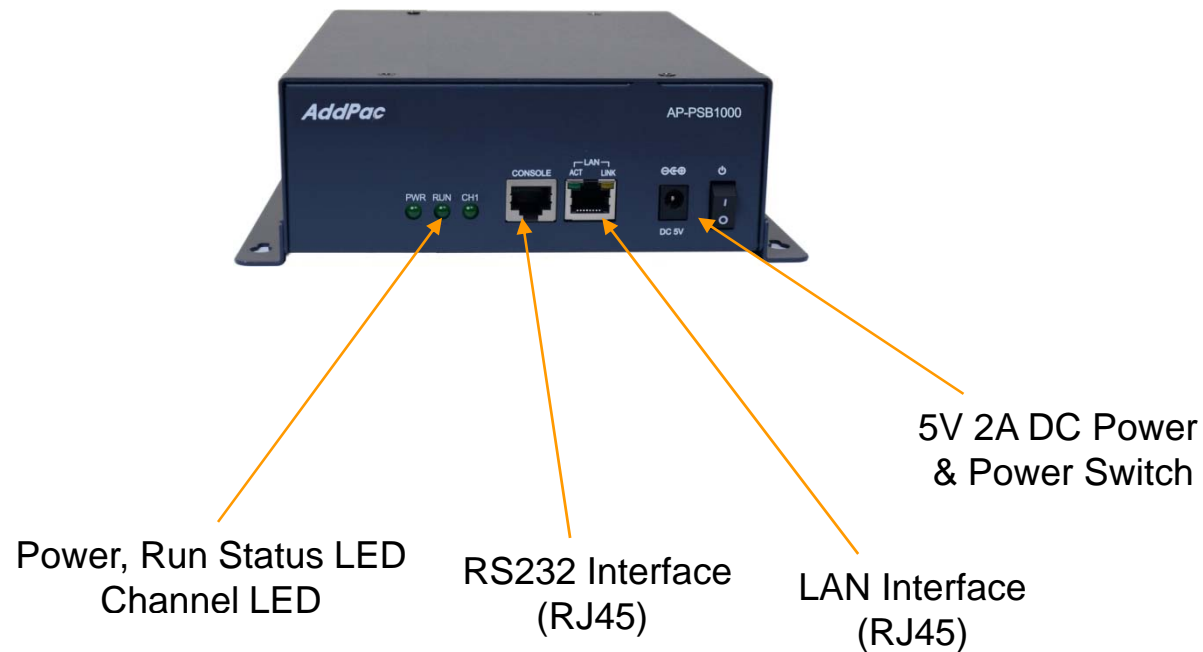 AddPac
AP-PSB1000
LAN
CONSOLE
ACT
LINK
PWR RUN CH1
DC 5V
5V 2A DC Power
& Power Switch
Power, Run Status LED
Channel LED
RS232 Interface
(RJ45)
LAN Interface
(RJ45)